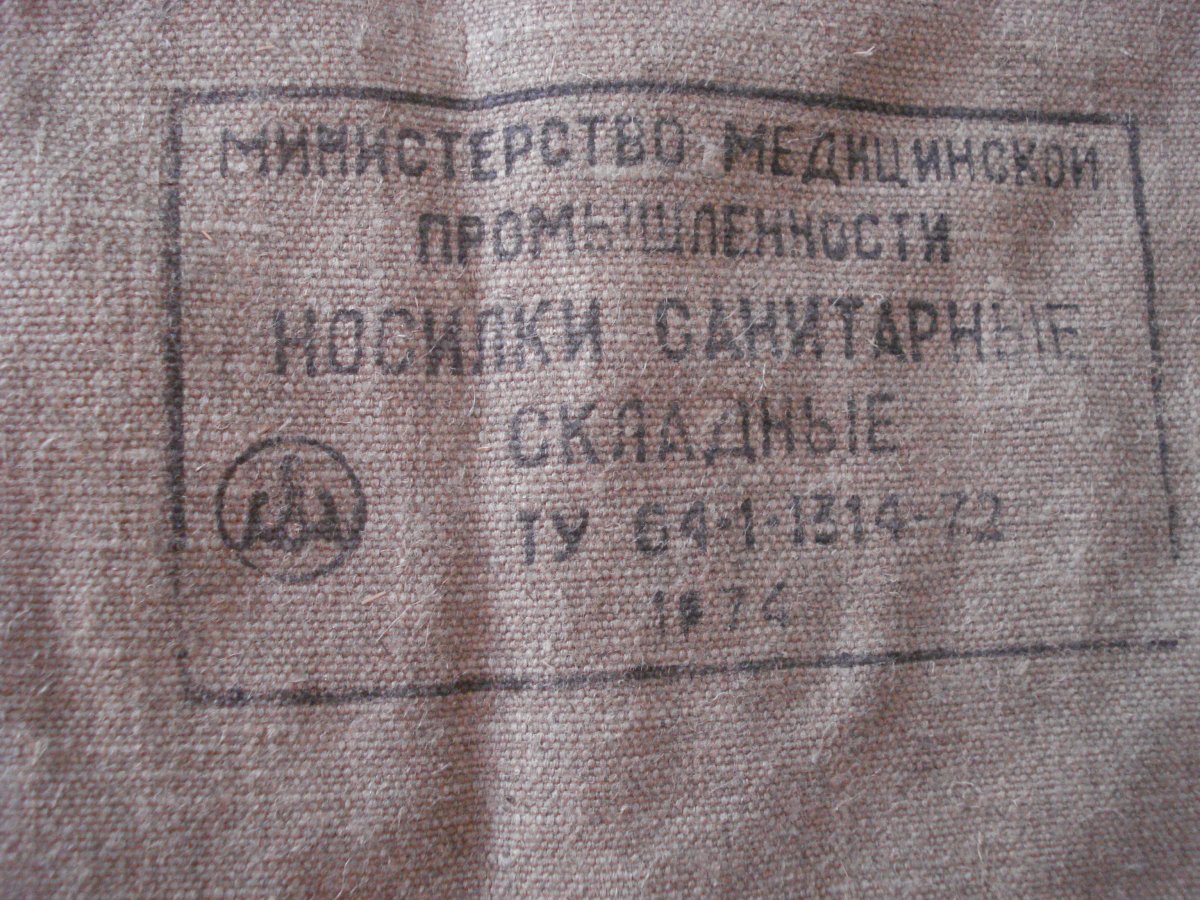 МИНИСТЕРСТВО МЕДИЦИНСКОЙ
ПРОМЫШЛЕННОСТИ
НОСИЛКИ САНИТАРНЫЕ
СКЛАДНЫЕ
ТУ 64-1-1314-72
1974